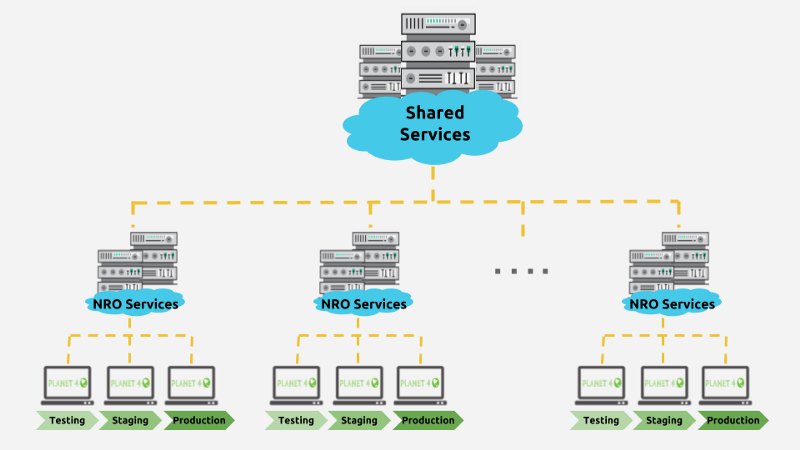 Shared
Services
NRO Services
NRO Services
NRO Services
PLANET 4
PLANET 4
PLANET 4
PLANET 4
PLANET 4
PLANET 4
PLANET 4
PLANET 4
PLANET 4
Testing
Staging
Production
Testing
Staging
Production
Testing
Staging
Production